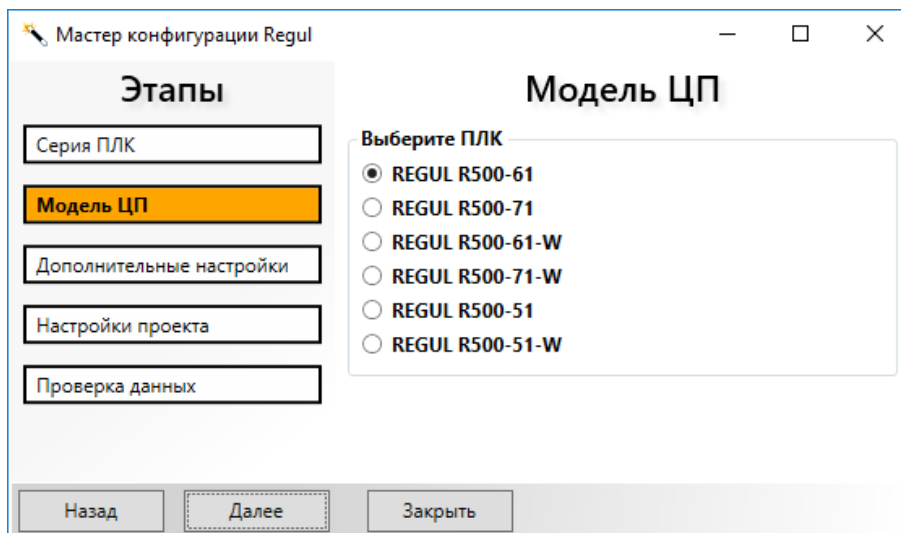 Мастер конфигурации Regul
Этапы
Серия ПЛК
Модель ЦП
Дополнительные настройки
Настройки проекта
Проверка данных
Модель ЦП
Выберите ПЛК
REGUL R500-61
REGUL R500-71
REGUL R500-61-W
REGUL R500-71-W
REGUL R500-51
REGUL R500-51-W
Назад
Далее
Закрыть